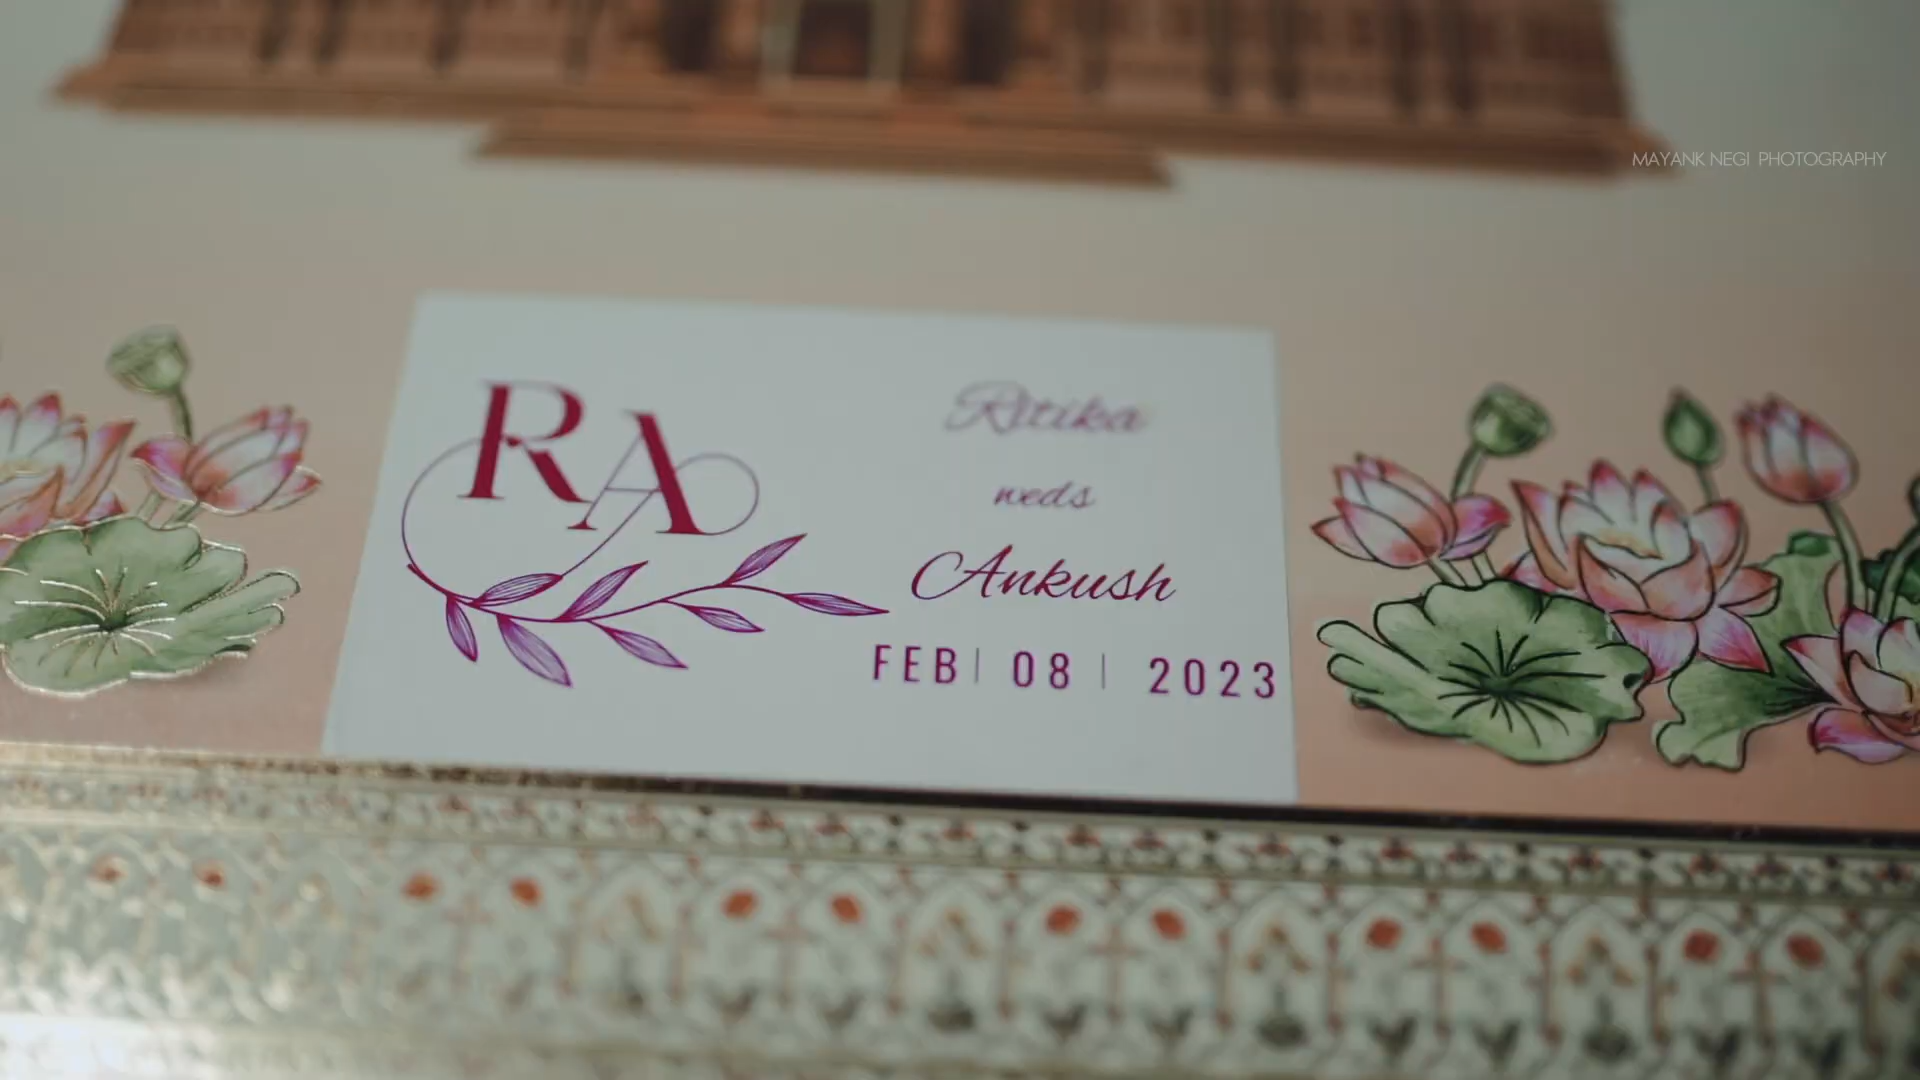 MAYANK NEGI PHOTOGRAPHY
RA
Ritika
weds
Ankush
FEB | 08 | 2023